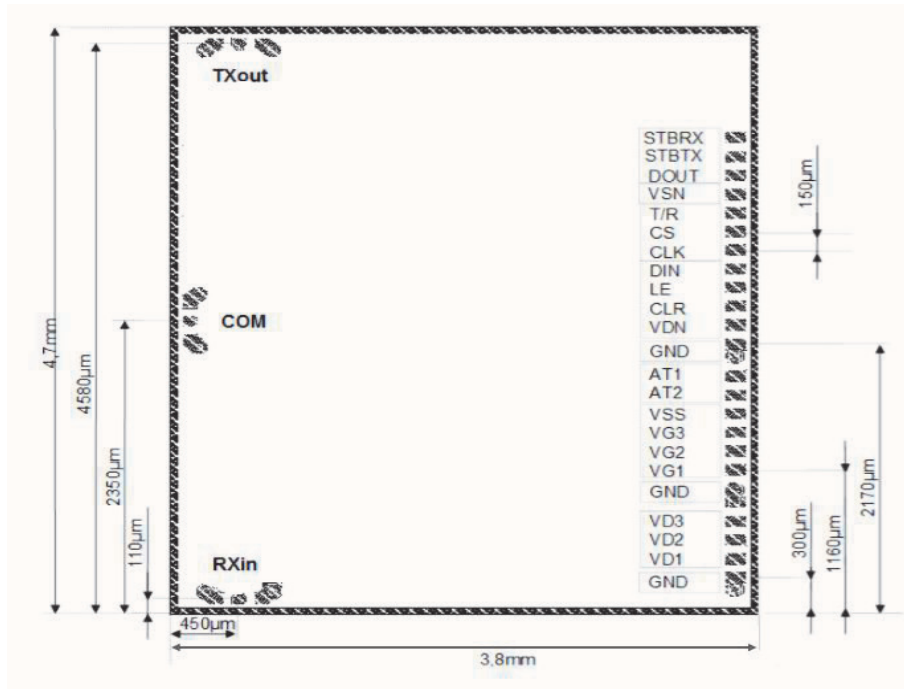 TXout
STBRX
STBTX
DOUT
VSN
T/R
CS
CLK
DIN
LE
CLR
VDN
GND
AT1
AT2
VSS
VG3
VG2
VG1
GND
VD3
VD2
VD1
GND
COM
RXin
4,7mm
4580µm
2350µm
110µm
450µm
3,8mm
150µm
300µm
1160µm
2170µm